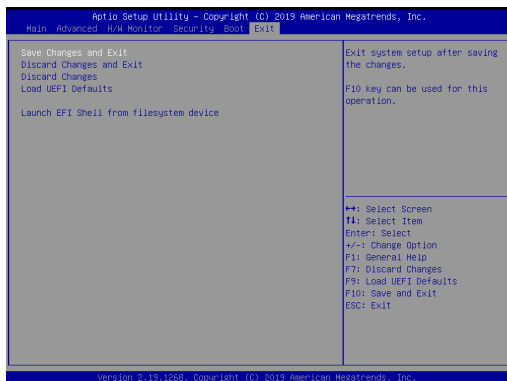 Aptio Setup Utility – Copyright (C) 2019 American Megatrends, Inc.
Main Advanced H/W Monitor Security Boot Exit
Save Changes and Exit
Discard Changes and Exit
Discard Changes
Load UEFI Defaults
Launch EFI Shell from filesystem device
Exit system setup after saving
the changes.
F10 key can be used for this
operation.
↔: Select Screen
↑↓: Select Item
Enter: Select
+/-: Change Option
F1: General Help
F7: Discard Changes
F9: Load UEFI Defaults
F10: Save and Exit
ESC: Exit
Version 2.19.1268. Copyright (C) 2019 American Megatrends, Inc.